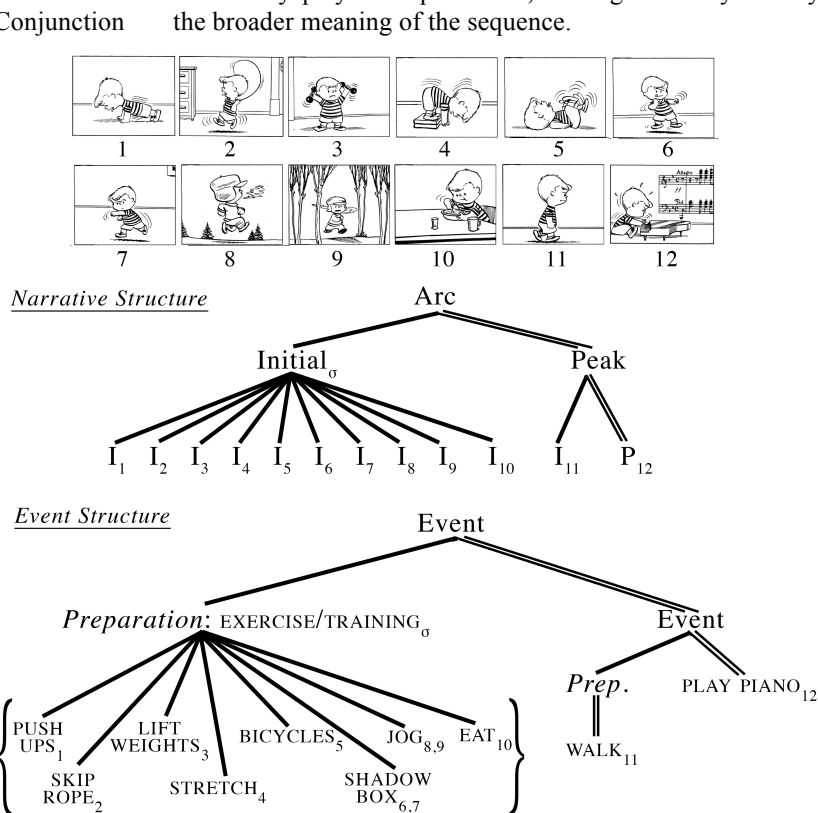 Conjunction the broader meaning of the sequence.
1 2 3 4 5 6
Adagio
7 8 9 10 11 12
Narrative Structure
Arc
Initialσ Peak
I1 I2 I3 I4 I5 I6 I7 I8 I9 I10 I11 P12
Event Structure
Event
Preparation: EXERCISE/TRAININGσ Event
Prep. PLAY PIANO12
PUSH UPS1
SKIP ROPE2
LIFT WEIGHTS3
STRETCH4
BICYCLES5
SHADOW BOX6,7
JOG8,9
EAT10
WALK11